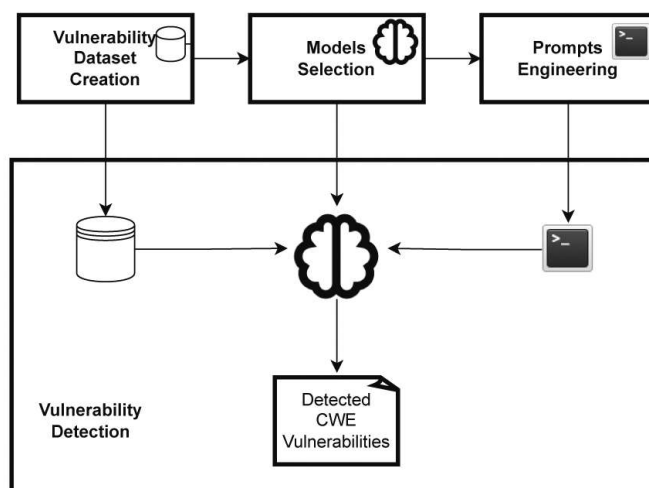 Vulnerability
Dataset
Creation
Models
Selection
>_
Prompts
Engineering
>_
Detected
CWE
Vulnerabilities
Vulnerability
Detection